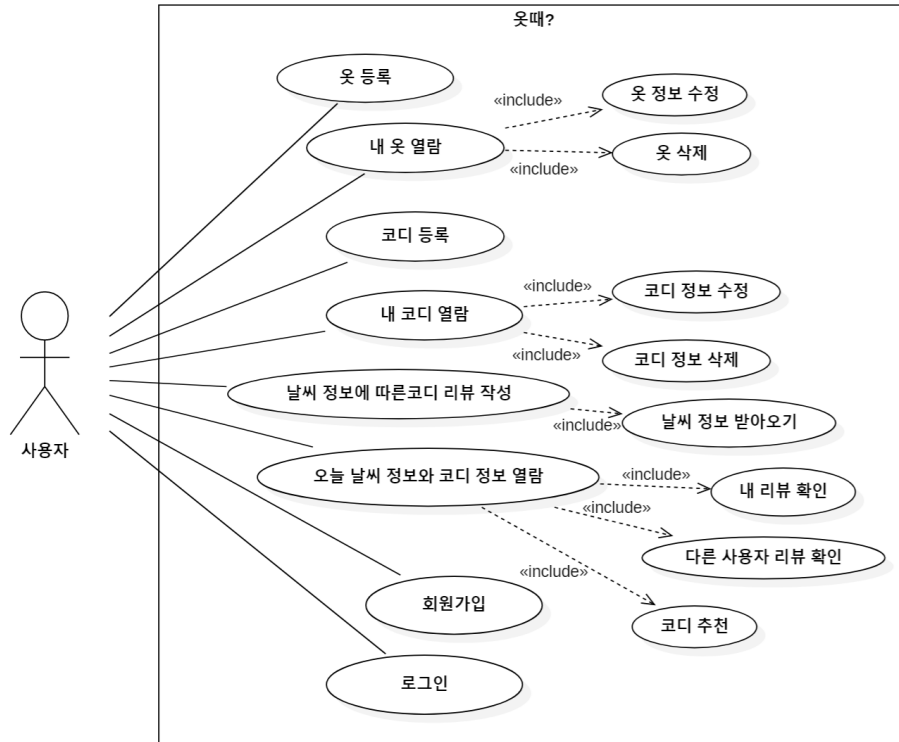 옷때?
옷 등록
«include»
옷 정보 수정
내 옷 열람
옷 삭제
«include»
코디 등록
«include»
코디 정보 수정
내 코디 열람
«include»
코디 정보 삭제
날씨 정보에 따른코디 리뷰 작성
날씨 정보 받아오기
«include»
사용자
오늘 날씨 정보와 코디 정보 열람
«include»
내 리뷰 확인
«include»
다른 사용자 리뷰 확인
«include»
회원가입
코디 추천
로그인